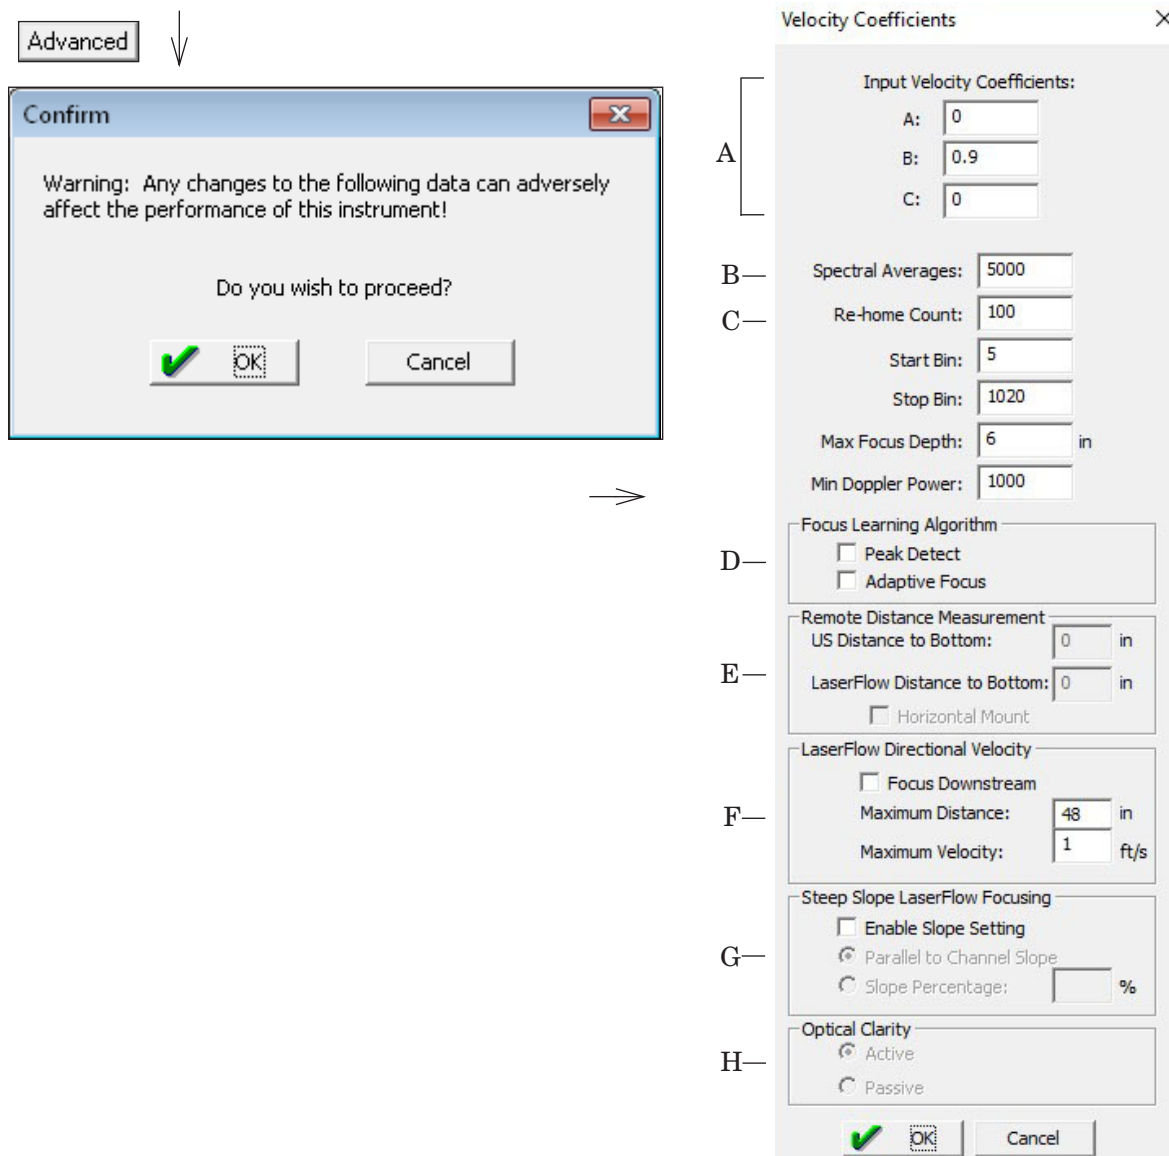 Advanced
Confirm
Warning: Any changes to the following data can adversely
affect the performance of this instrument!
Do you wish to proceed?
OK
Cancel
Velocity Coefficients
A
Input Velocity Coefficients:
A: 0
B: 0.9
C: 0
B
Spectral Averages: 5000
C
Re-home Count: 100
Start Bin: 5
Stop Bin: 1020
Max Focus Depth: 6 in
Min Doppler Power: 1000
Focus Learning Algorithm
D
Peak Detect
Adaptive Focus
Remote Distance Measurement
US Distance to Bottom: 0 in
E
LaserFlow Distance to Bottom: 0 in
Horizontal Mount
LaserFlow Directional Velocity
Focus Downstream
F
Maximum Distance: 48 in
Maximum Velocity: 1 ft/s
Steep Slope LaserFlow Focusing
Enable Slope Setting
G
Parallel to Channel Slope
Slope Percentage: %
Optical Clarity
H
Active
Passive
OK
Cancel